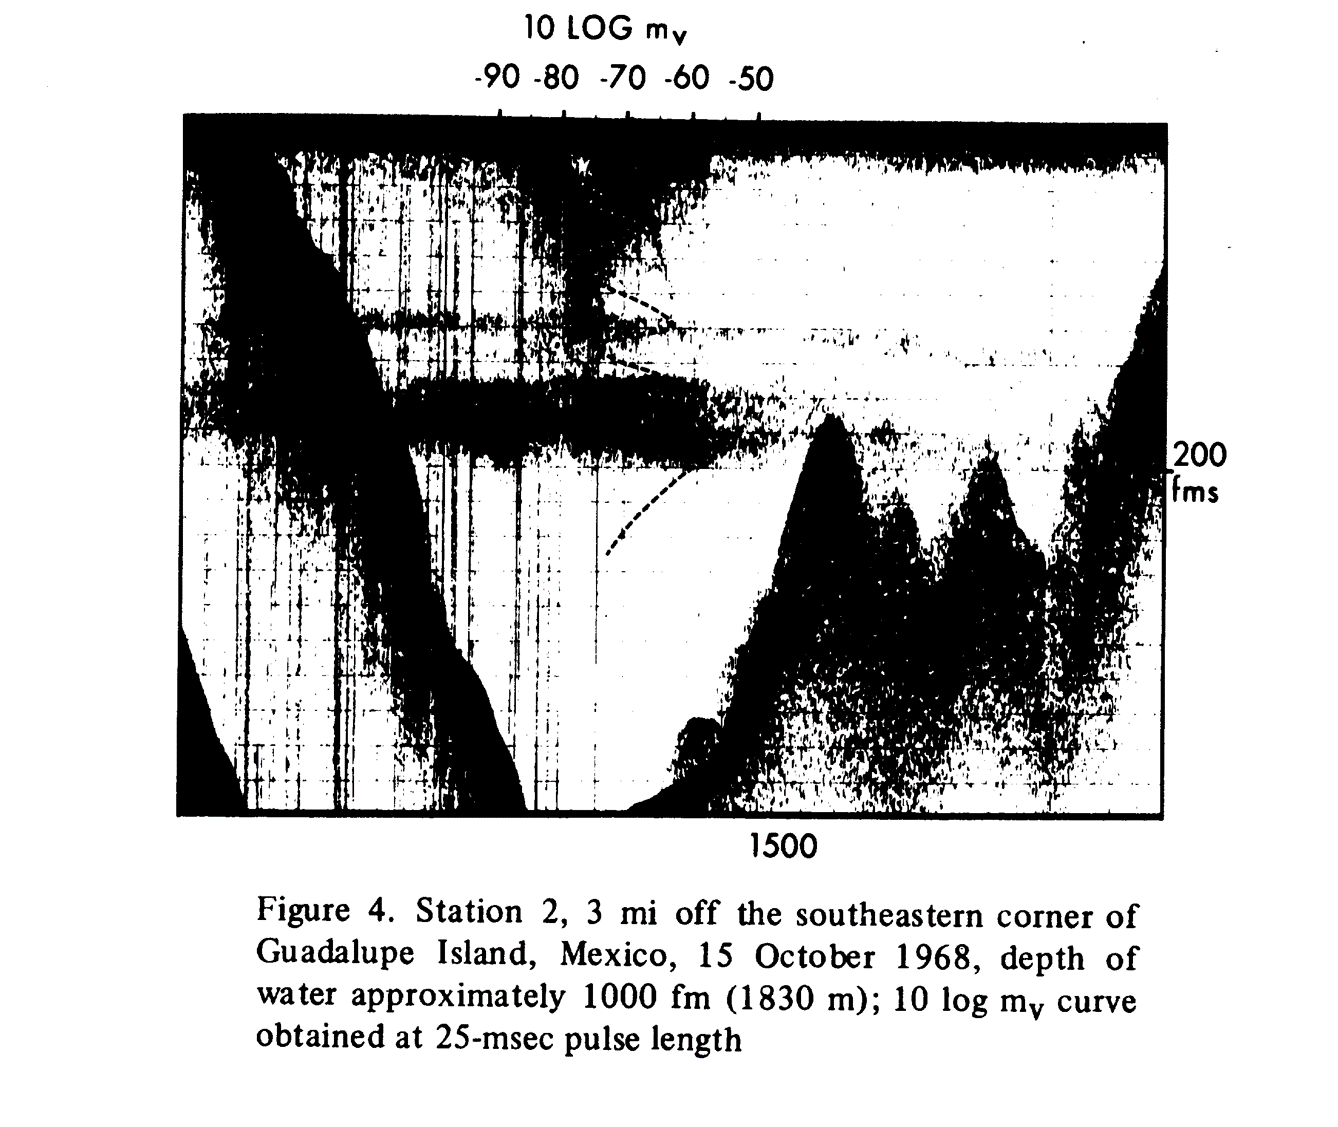 10 LOG mv
-90 -80 -70 -60 -50
200
fms
1500
Figure 4. Station 2, 3 mi off the southeastern corner of
Guadalupe Island, Mexico, 15 October 1968, depth of
water approximately 1000 fm (1830 m); 10 log mv curve
obtained at 25-msec pulse length